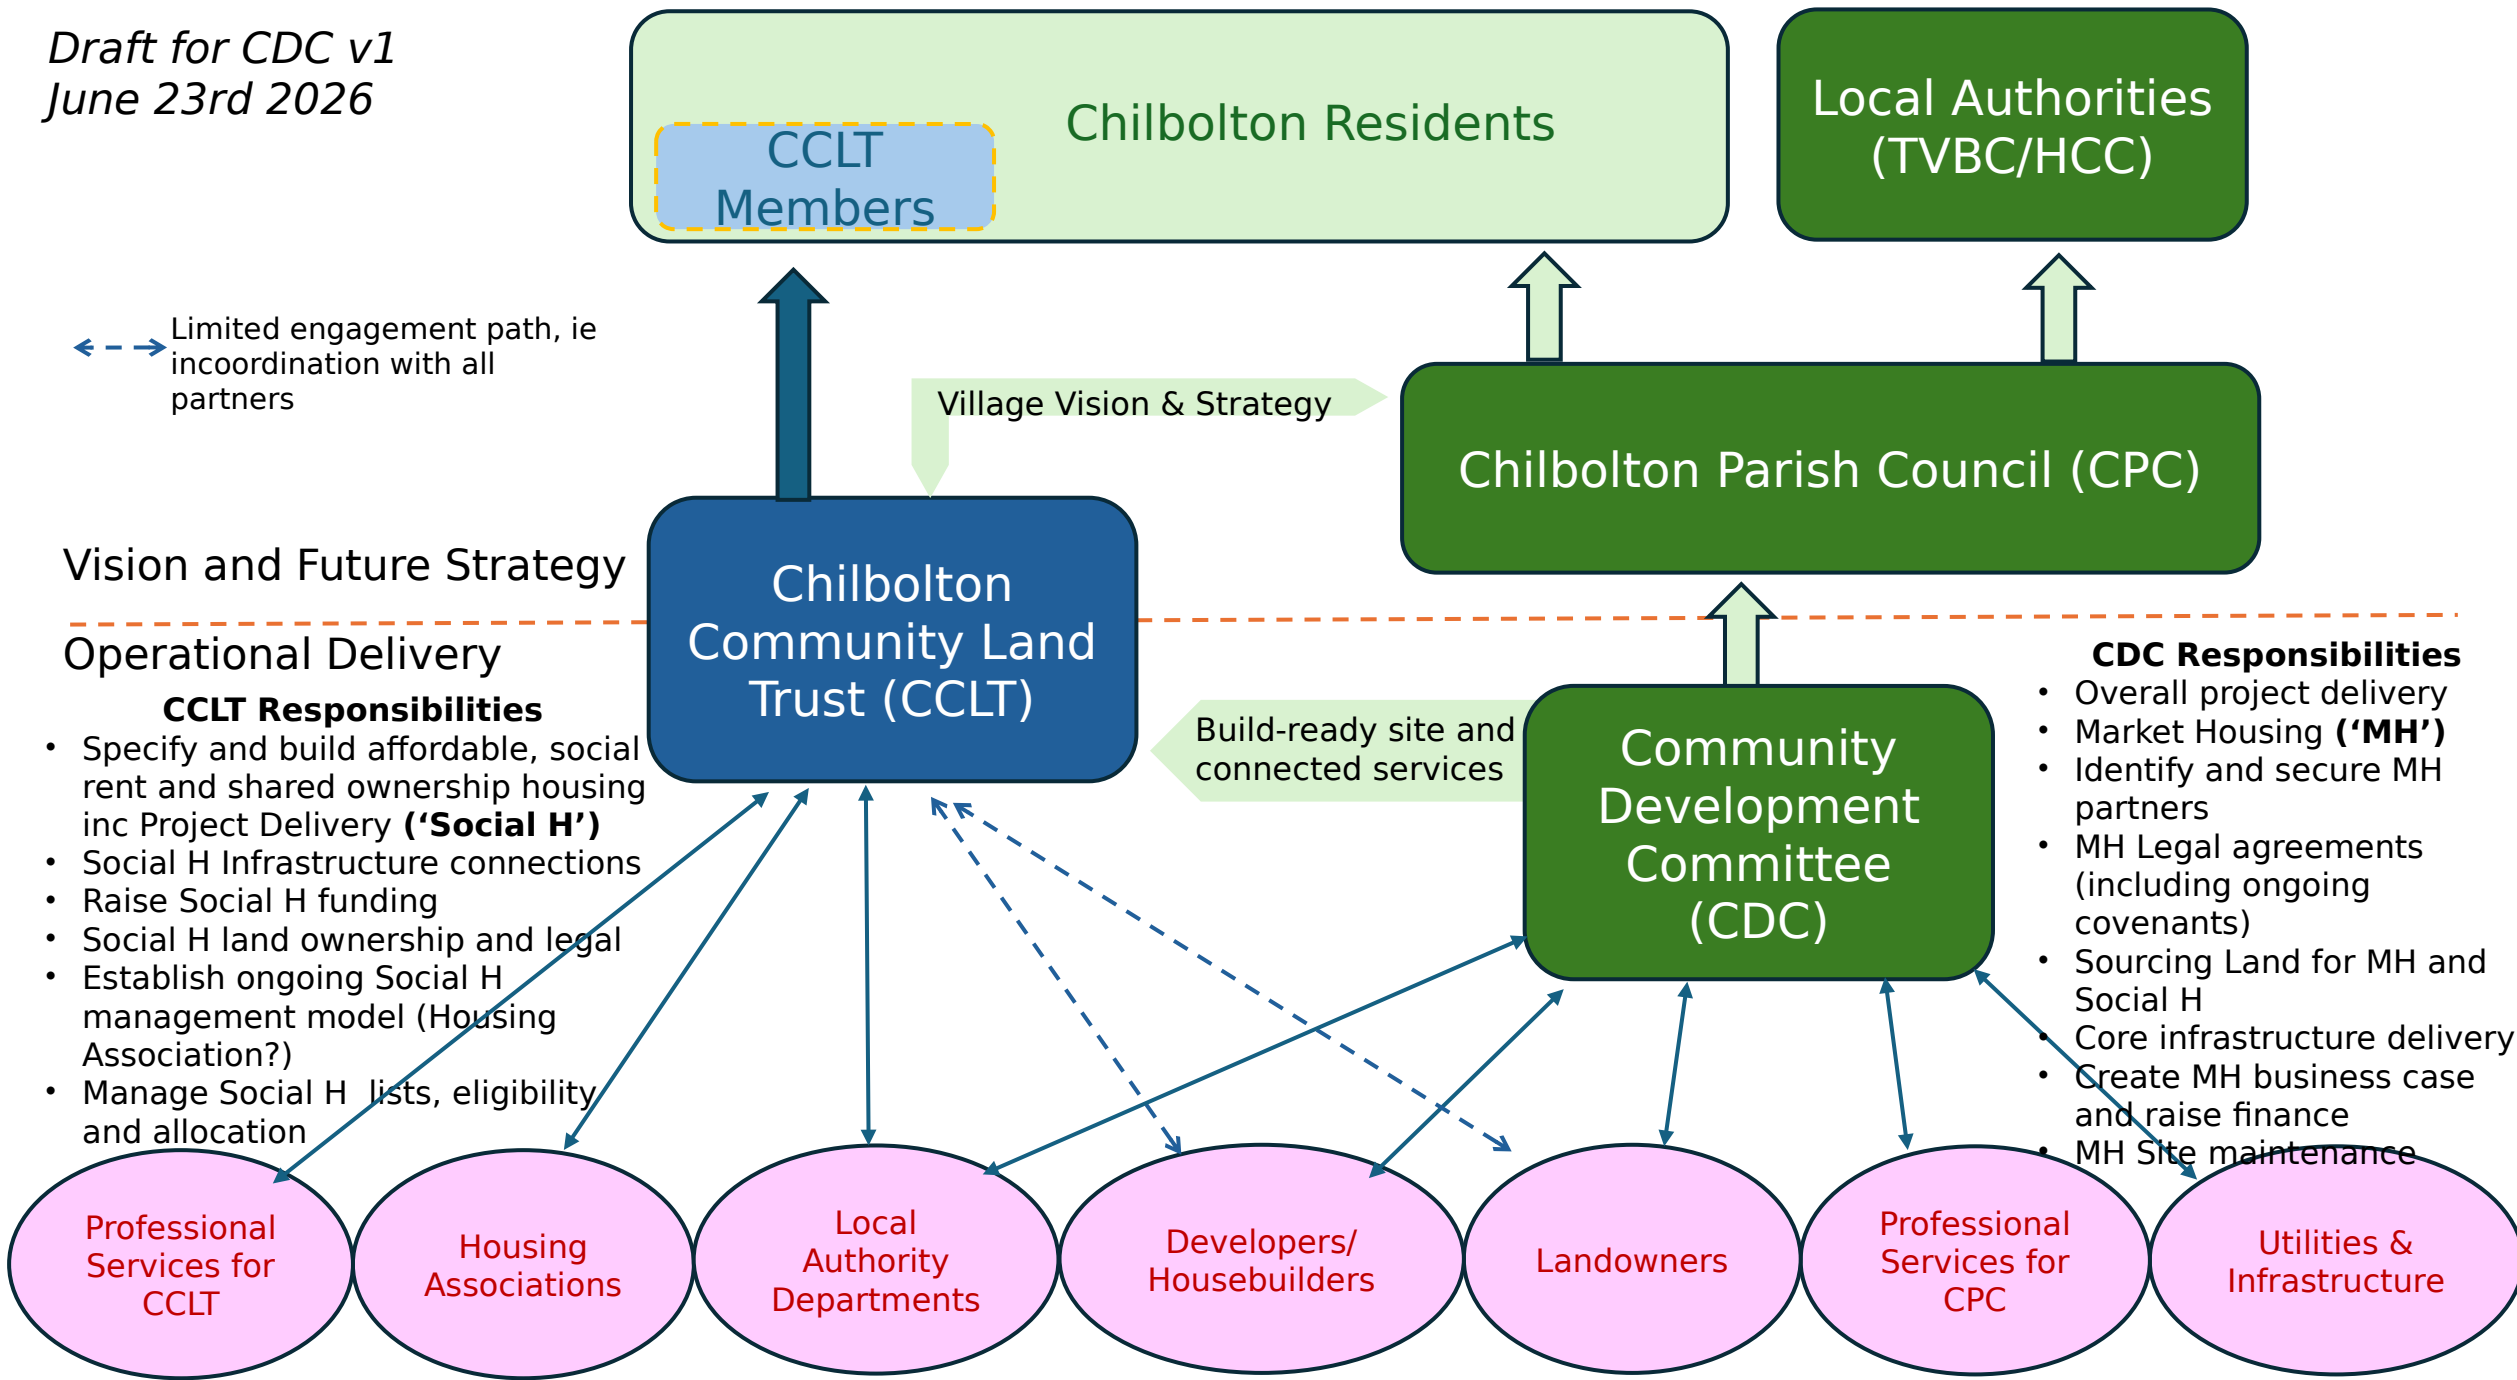 Draft for CDC v1
June 23rd 2026
Chilbolton Residents
CCLT
Members
Local Authorities
(TVBC/HCC)
Limited engagement path, ie
incoordination with all
partners
Village Vision & Strategy
Chilbolton Parish Council (CPC)
Vision and Future Strategy
Chilbolton
Community Land
Trust (CCLT)
Operational Delivery
CCLT Responsibilities
• Specify and build affordable, social
rent and shared ownership housing
inc Project Delivery (‘Social H’)
• Social H Infrastructure connections
• Raise Social H funding
• Social H land ownership and legal
• Establish ongoing Social H
management model (Housing
Association?)
• Manage Social H  lists, eligibility
and allocation
Build-ready site and
connected services
Community
Development
Committee
(CDC)
CDC Responsibilities
• Overall project delivery
• Market Housing (‘MH’)
• Identify and secure MH
partners
• MH Legal agreements
(including ongoing
covenants)
• Sourcing Land for MH and
Social H
• Core infrastructure delivery
• Create MH business case
and raise finance
• MH Site maintenance
Professional
Services for
CCLT
Housing
Associations
Local
Authority
Departments
Developers/
Housebuilders
Landowners
Professional
Services for
CPC
Utilities &
Infrastructure